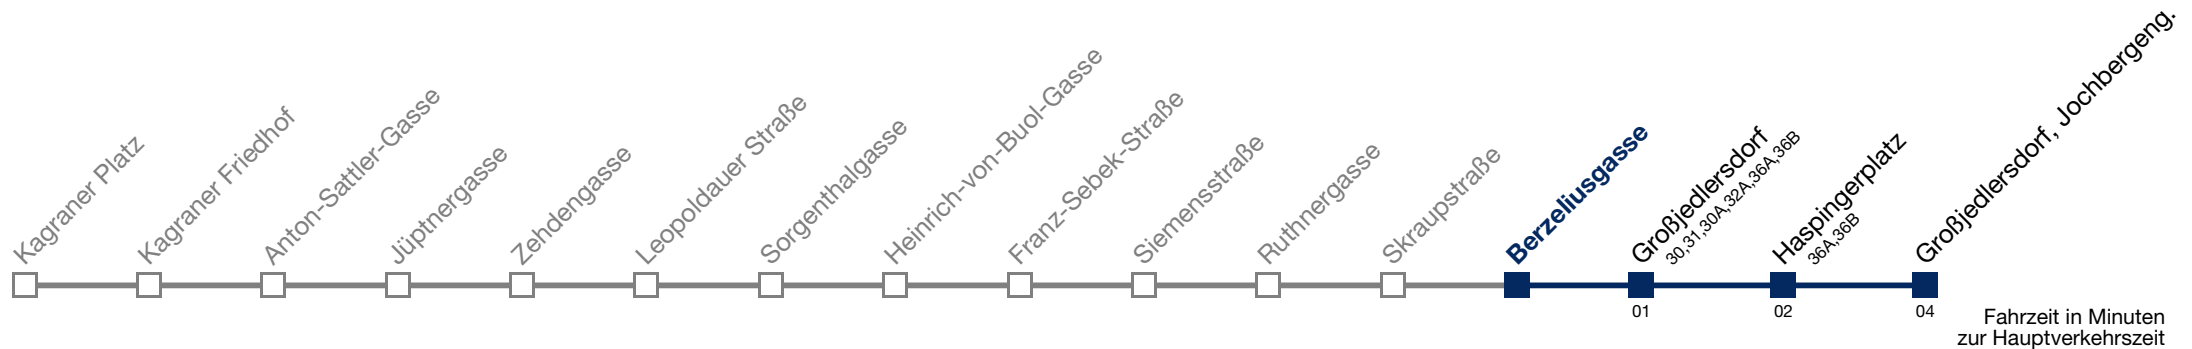 Kagraner Platz
Kagraner Friedhof
Anton-Sattler-Gasse
Jüptnergasse
Zehdengasse
Leopoldauer Straße
Sorgenthalgasse
Heinrich-von-Buol-Gasse
Franz-Sebek-Straße
Siemensstraße
Ruthnergasse
Skraupstraße
Berzeliusgasse
Großjedlersdorf
30,31,30A,32A,36A,36B
Haspingerplatz
36A,36B
Großjedlersdorf, Jochbergeng.
01
02
04
Fahrzeit in Minuten
zur Hauptverkehrszeit